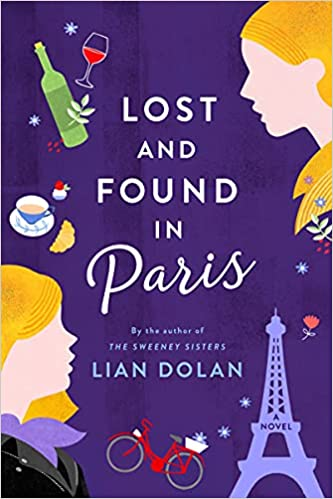 LOST
AND
FOUND
IN
Paris
By the author of
THE SWEENEY SISTERS
LIAN DOLAN
A NOVEL